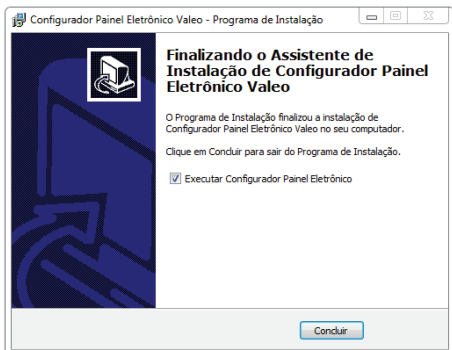 Configurador Painel Eletrônico Valeo - Programa de Instalação
Finalizando o Assistente de
Instalação de Configurador Painel
Eletrônico Valeo
O Programa de Instalação finalizou a instalação de
Configurador Painel Eletrônico Valeo no seu computador.
Clique em Concluir para sair do Programa de Instalação.
Executar Configurador Painel Eletrônico
Concluir